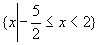 {x|−5/2 ≤ x < 2}